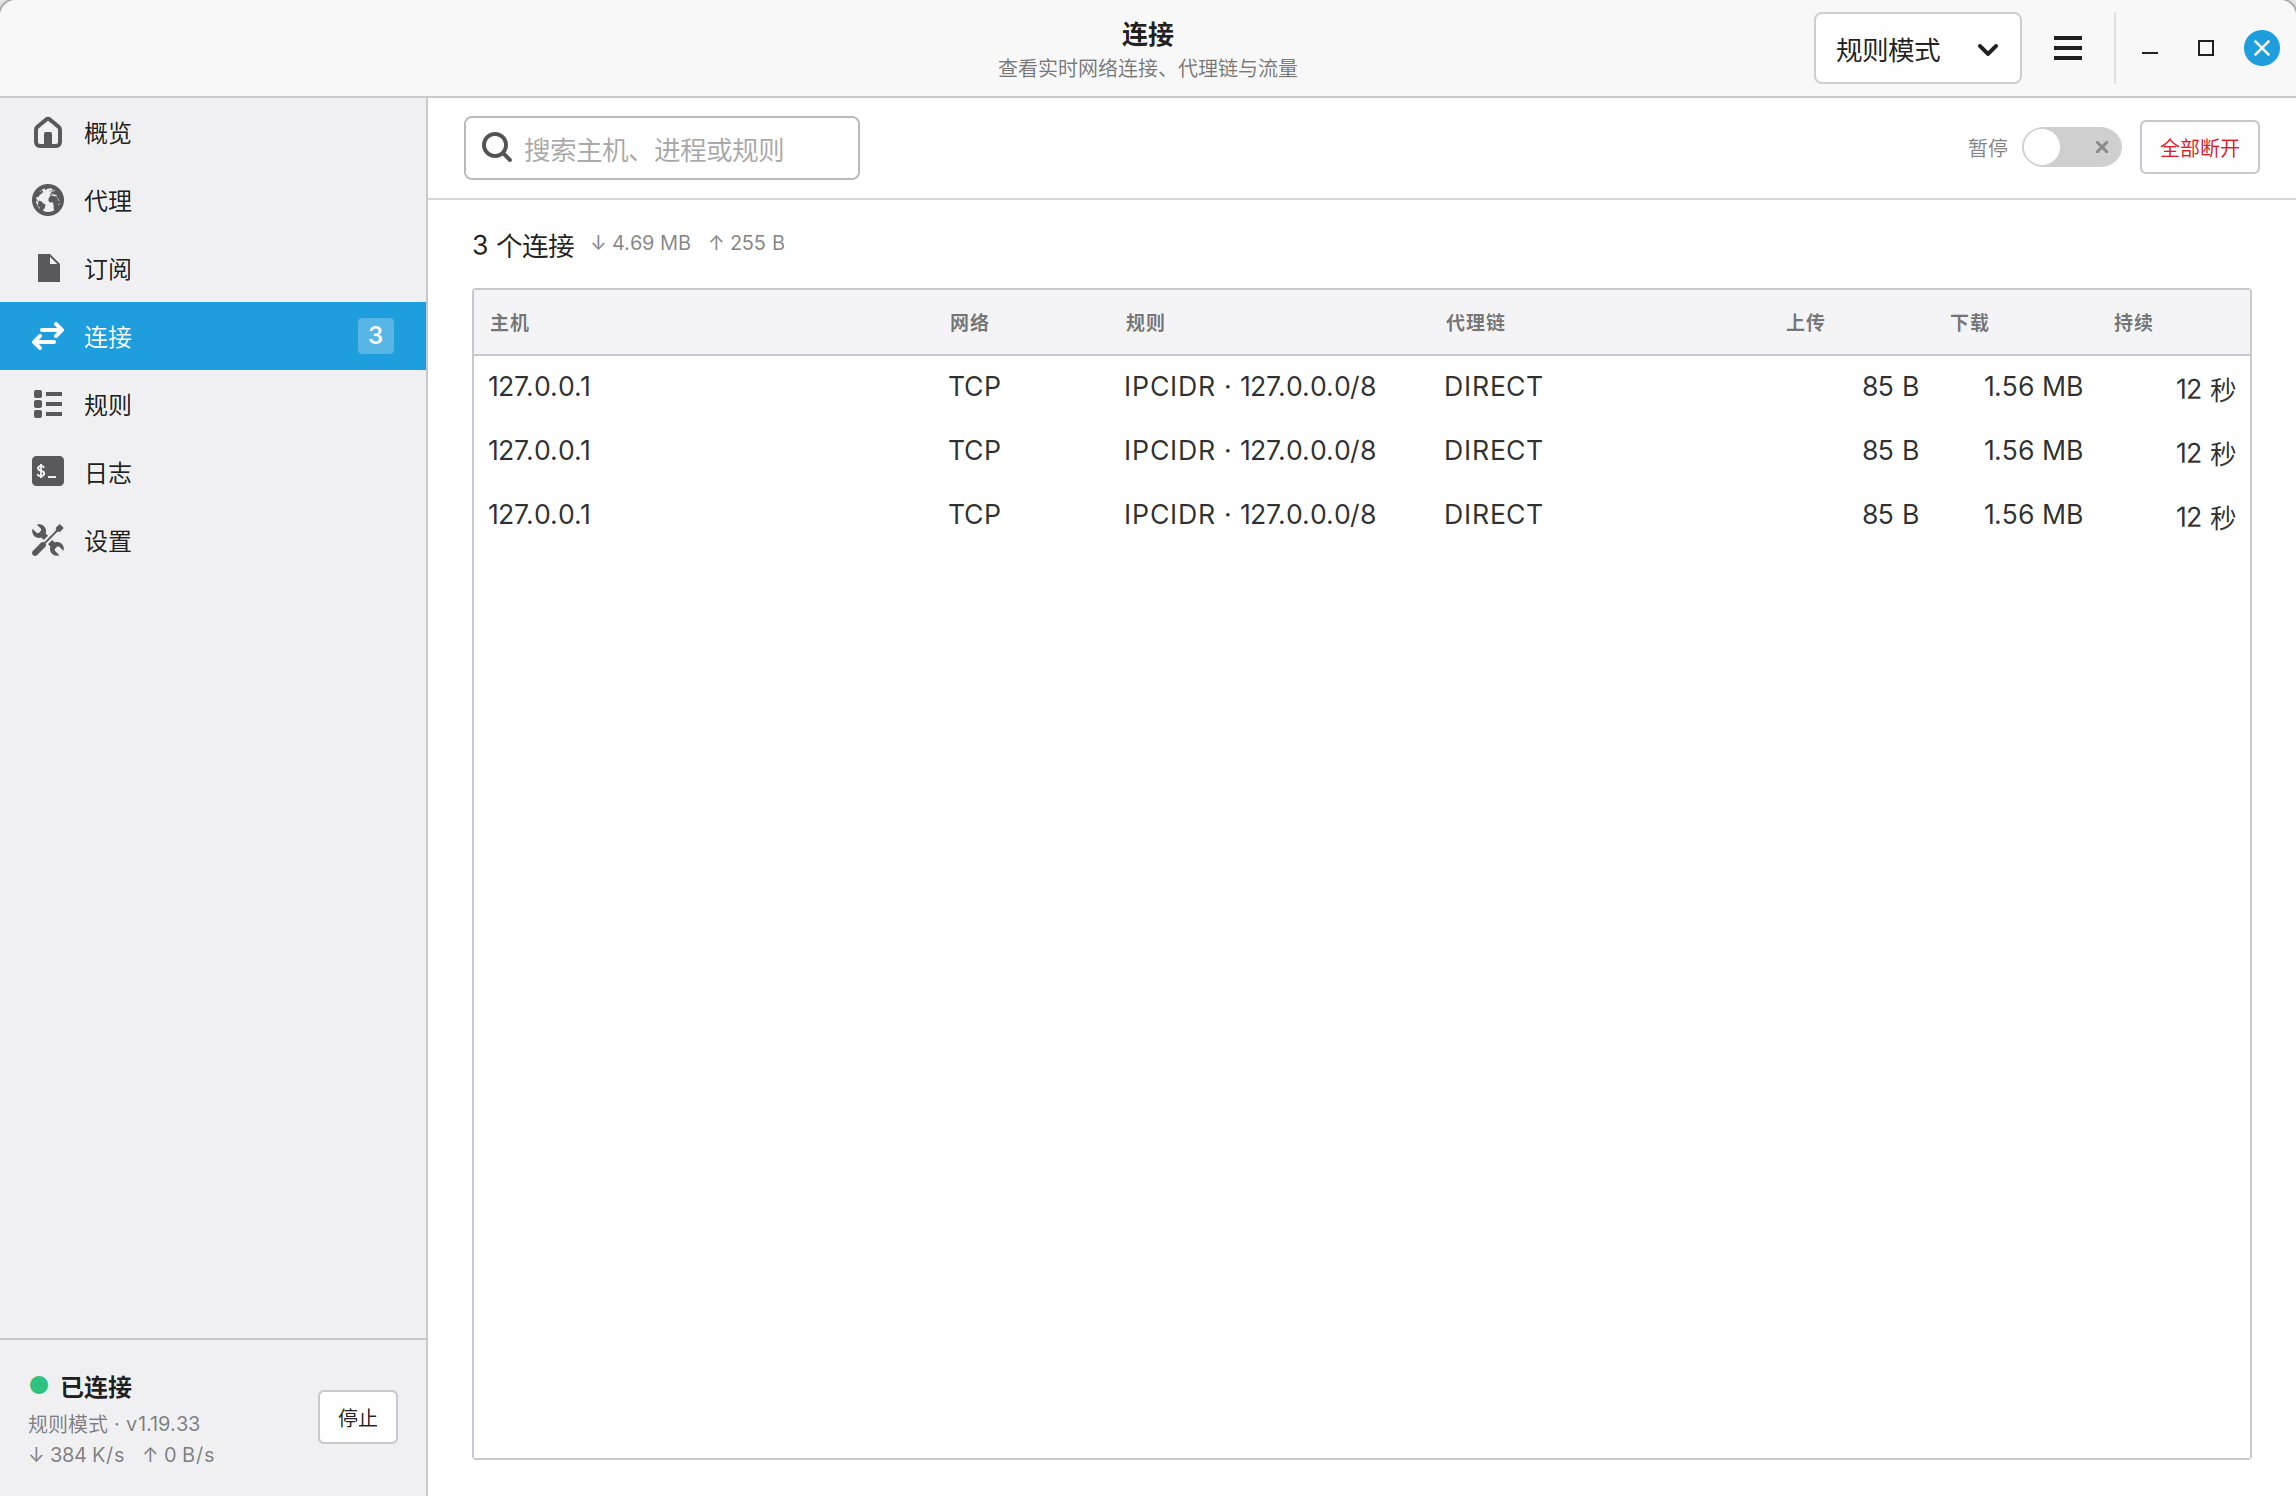 连接
查看实时网络连接、代理链与流量
规则模式
概览
代理
订阅
连接 3
规则
日志
设置
搜索主机、进程或规则
暂停
全部断开
3 个连接 ↓ 4.69 MB ↑ 255 B
主机 网络 规则 代理链 上传 下载 持续
127.0.0.1 TCP IPCIDR · 127.0.0.0/8 DIRECT 85 B 1.56 MB 12 秒
127.0.0.1 TCP IPCIDR · 127.0.0.0/8 DIRECT 85 B 1.56 MB 12 秒
127.0.0.1 TCP IPCIDR · 127.0.0.0/8 DIRECT 85 B 1.56 MB 12 秒
已连接
规则模式 · v1.19.33
↓ 384 K/s ↑ 0 B/s
停止